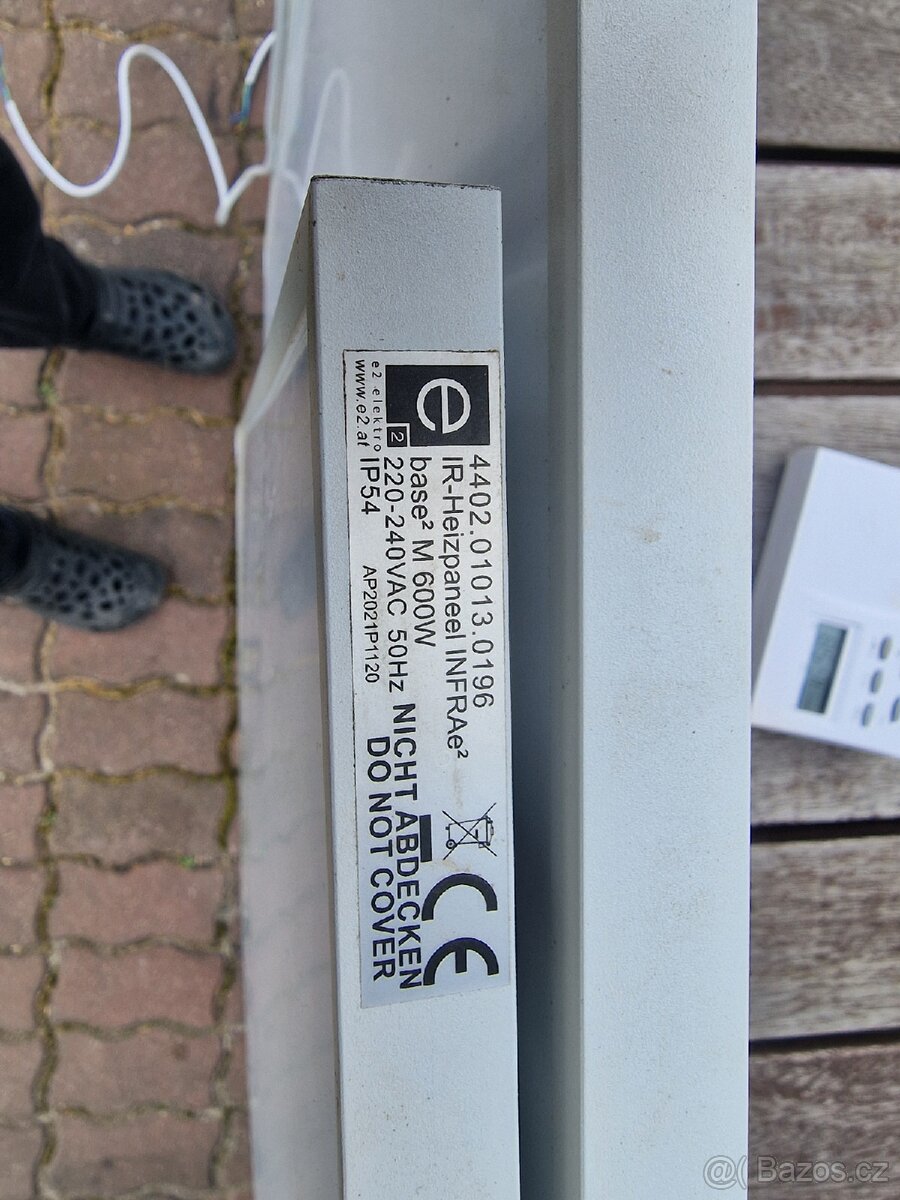 e
2
e2 elektro
www.e2.at
4402.01013.0196
IR-Heizpaneel INFRAe²
base² M 600W
220-240VAC 50Hz
IP54
AP2021P1120
NICHT ABDECKEN
DO NOT COVER
CE
@( Bazos.cz